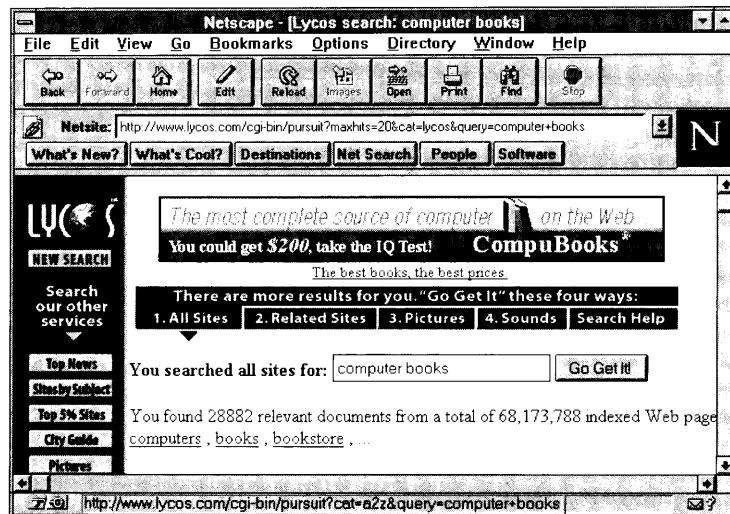 Netscape - [Lycos search: computer books]
File Edit View Go Bookmarks Options Directory Window Help
Back Forward Home Edit Reload Images Open Print Find Stop
Netsite: http://www.lycos.com/cgi-bin/pursuit?maxhits=20&cat=lycos&query=computer+books
N
What's New? What's Cool? Destinations Net Search People Software
LYCOS
NEW SEARCH
Search
our other
services
Top News
Sites by Subject
Top 5% Sites
City Guide
Pictures
The most complete source of computer on the Web
You could get $200, take the IQ Test! CompuBooks
The best books, the best prices
There are more results for you. "Go Get It" these four ways:
1. All Sites 2. Related Sites 3. Pictures 4. Sounds Search Help
You searched all sites for: computer books Go Get It!
You found 28882 relevant documents from a total of 68,173,788 indexed Web page
computers , books , bookstore , ...
http://www.lycos.com/cgi-bin/pursuit?cat=a2z&query=computer+books